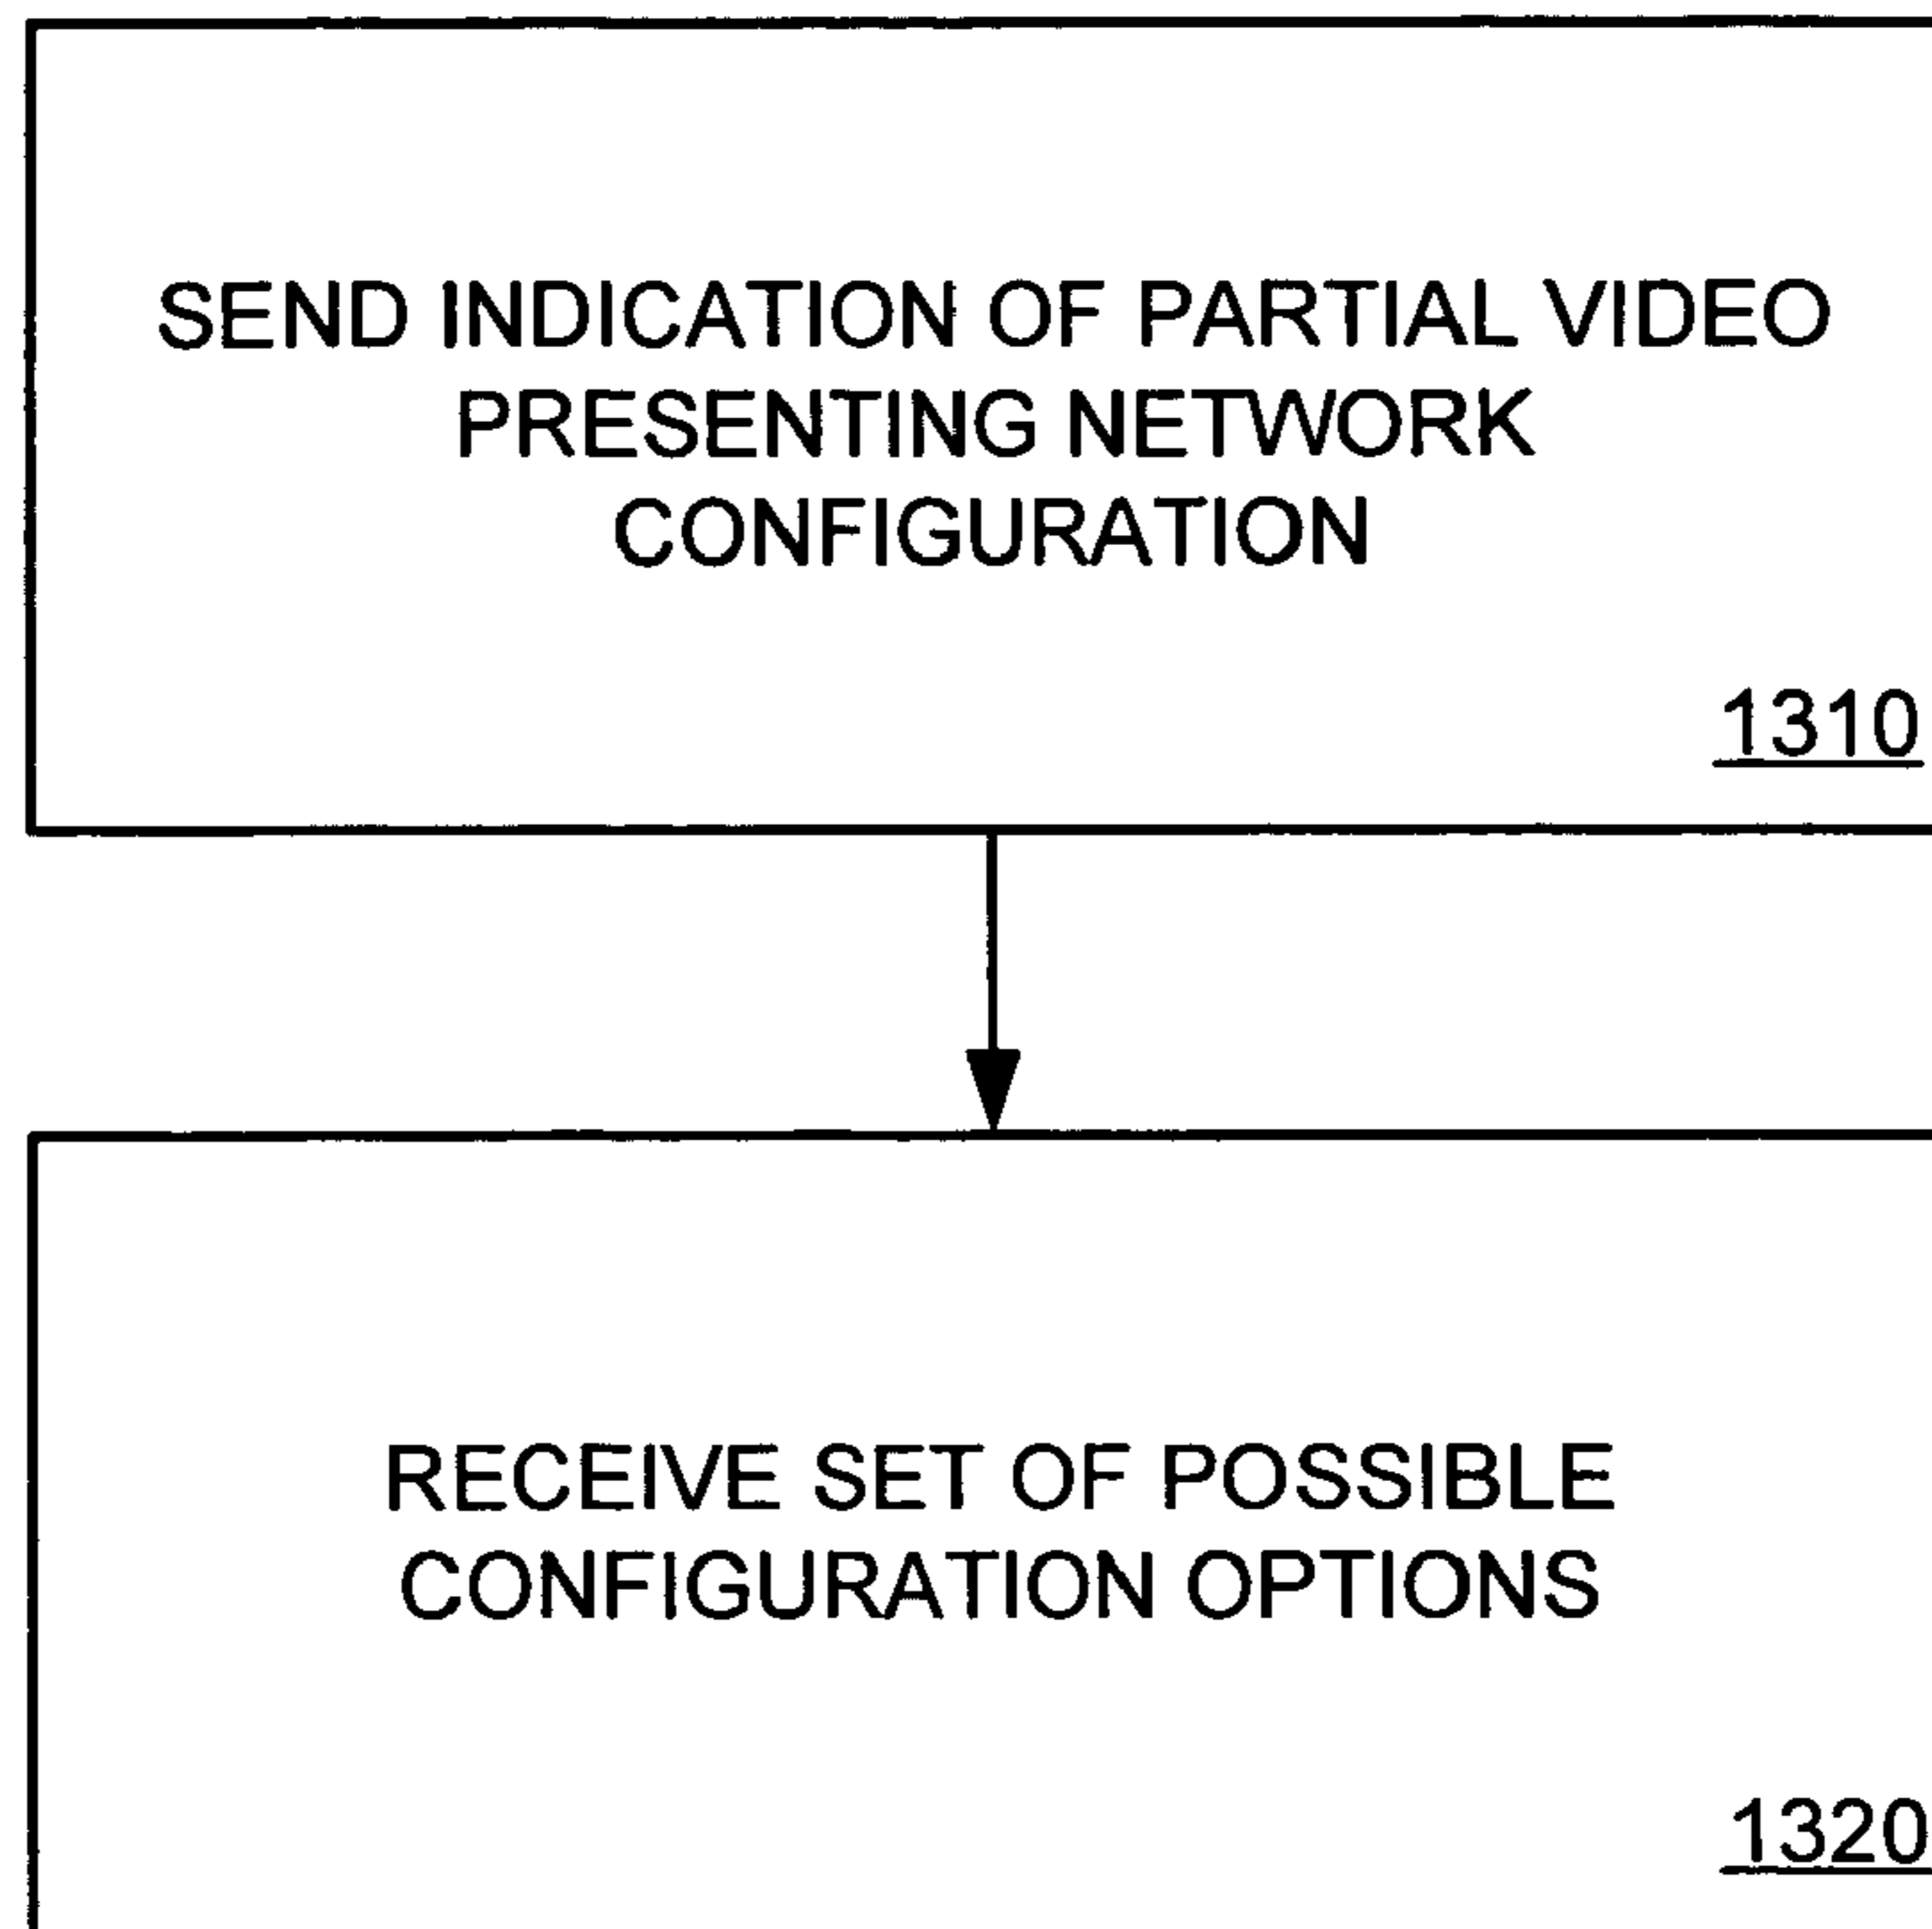 SEND INDICATION OF PARTIAL VIDEO
PRESENTING NETWORK
CONFIGURATION
1310
RECEIVE SET OF POSSIBLE
CONFIGURATION OPTIONS
1320